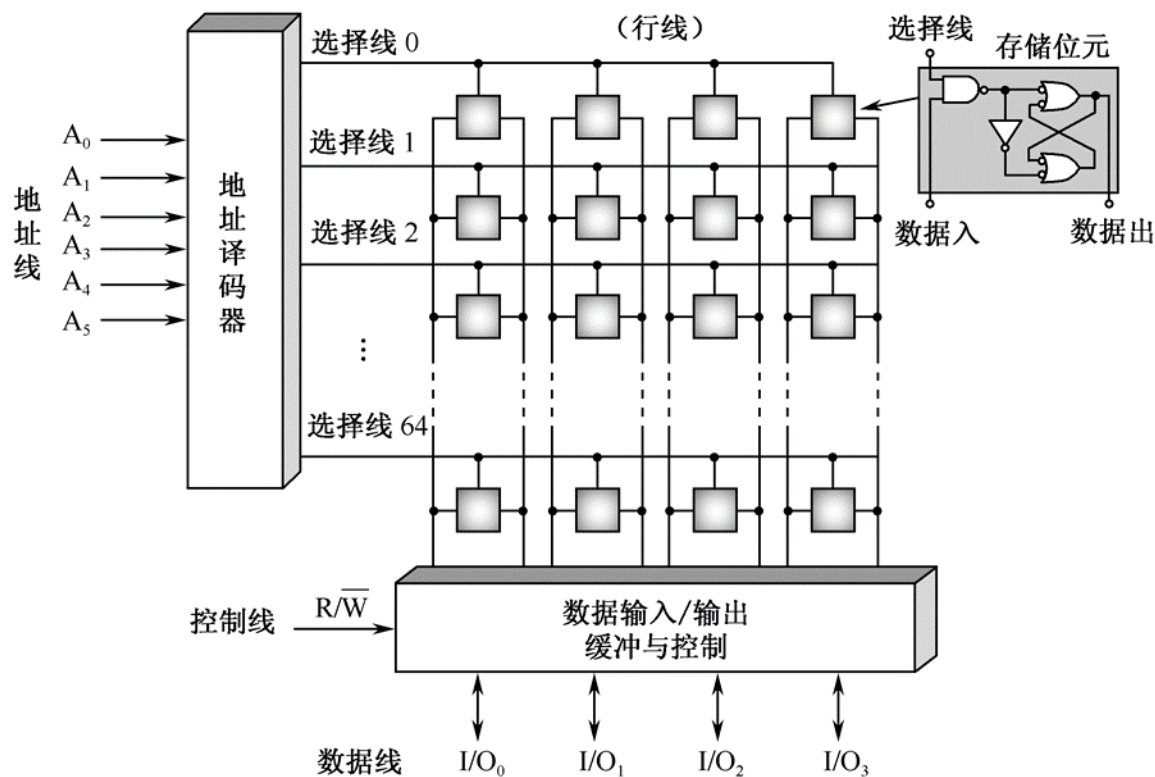 选择线 0
（行线）
选择线
存储位元
选择线 1
选择线 2
数据入
数据出
地址线
A₀
A₁
A₂
A₃
A₄
A₅
地址译码器
⋮
选择线 64
控制线
R/W̅
数据输入/输出
缓冲与控制
数据线
I/O₀
I/O₁
I/O₂
I/O₃